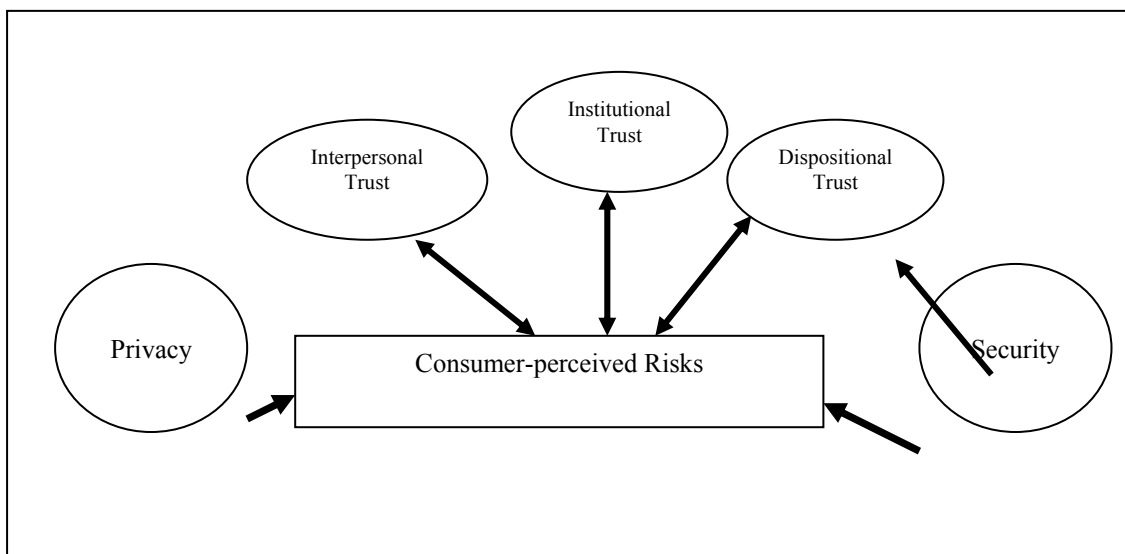 Institutional
Trust
Interpersonal
Trust
Dispositional
Trust
Privacy
Consumer-perceived Risks
Security